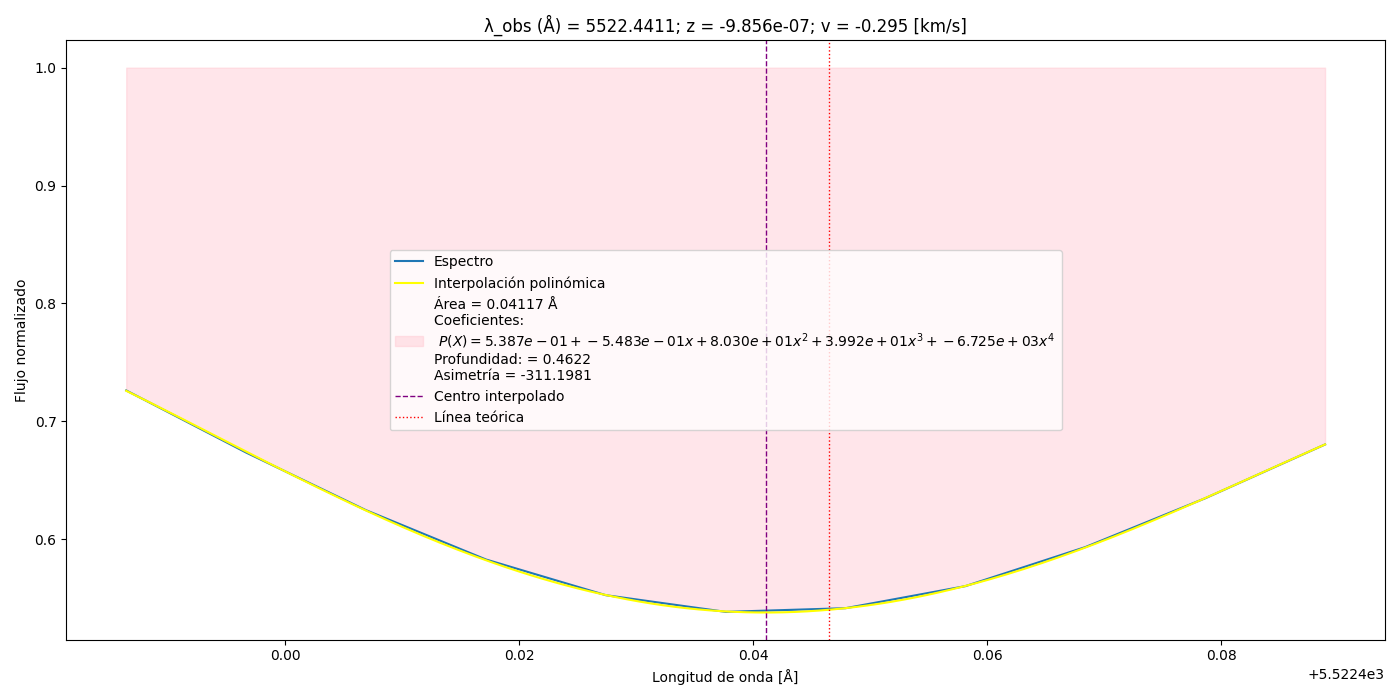 λ_obs (Å) = 5522.4411; z = -9.856e-07; v = -0.295 [km/s]
Flujo normalizado
1.0
0.9
0.8
0.7
0.6
Espectro
Interpolación polinómica
Área = 0.04117 Å
Coeficientes:
P(X) = 5.387e − 01 + −5.483e − 01x + 8.030e + 01x² + 3.992e + 01x³ + −6.725e + 03x⁴
Profundidad: = 0.4622
Asimetría = -311.1981
Centro interpolado
Línea teórica
0.00 0.02 0.04 0.06 0.08
+5.5224e3
Longitud de onda [Å]